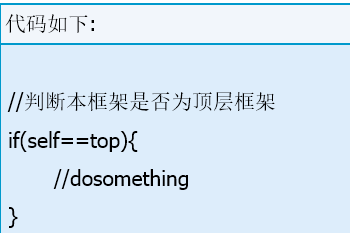 代码如下:
//判断本框架是否为顶层框架
if(self==top){
//dosomething
}